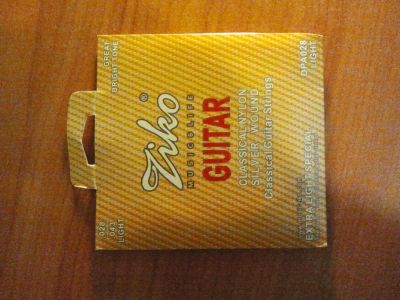 GREAT
BRIGHT TONE
DPA028
LIGHT
Ziko®
MUSIC&LIFE
GUITAR
CLASSICAL NYLON
SILVER WOUND
Classical Guitar Strings
EXTRA LIGHT SPECIAL
.028
.043
LIGHT